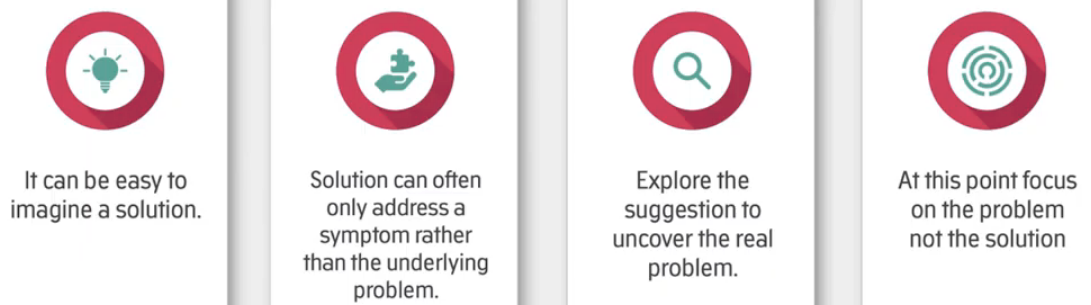 It can be easy to
imagine a solution.
Solution can often
only address a
symptom rather
than the underlying
problem.
Explore the
suggestion to
uncover the real
problem.
At this point focus
on the problem
not the solution